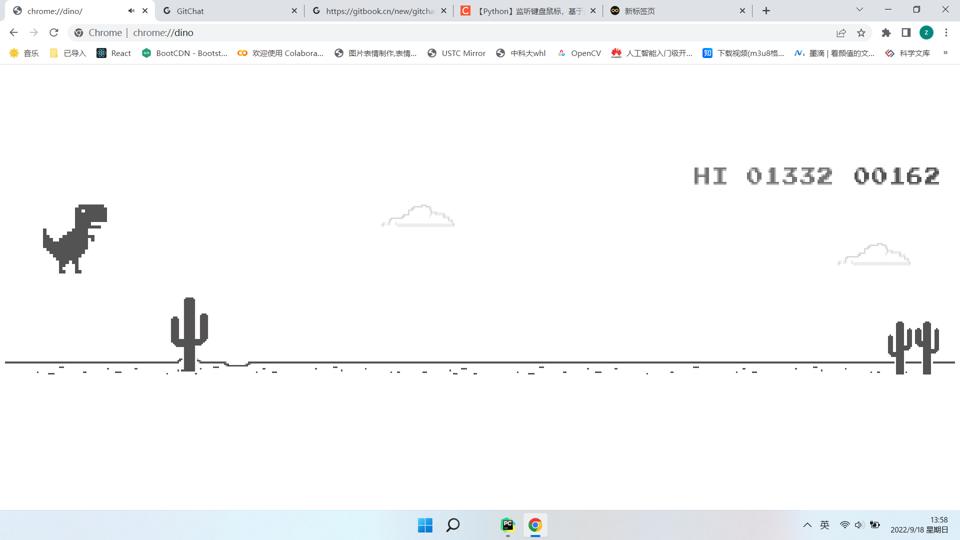 chrome://dino/
GitChat
https://gitbook.cn/new/gitcha
【Python】监听键盘鼠标，基于
新标签页
Chrome | chrome://dino
音乐
已导入
React
BootCDN - Bootst...
欢迎使用 Colabora...
图片表情制作,表情...
USTC Mirror
中科大whl
OpenCV
人工智能入门极开...
下载视频(m3u8格...
墨滴 | 看颜值的文...
科学文库
»
HI 01332 00162
英
13:58
2022/9/18 星期日